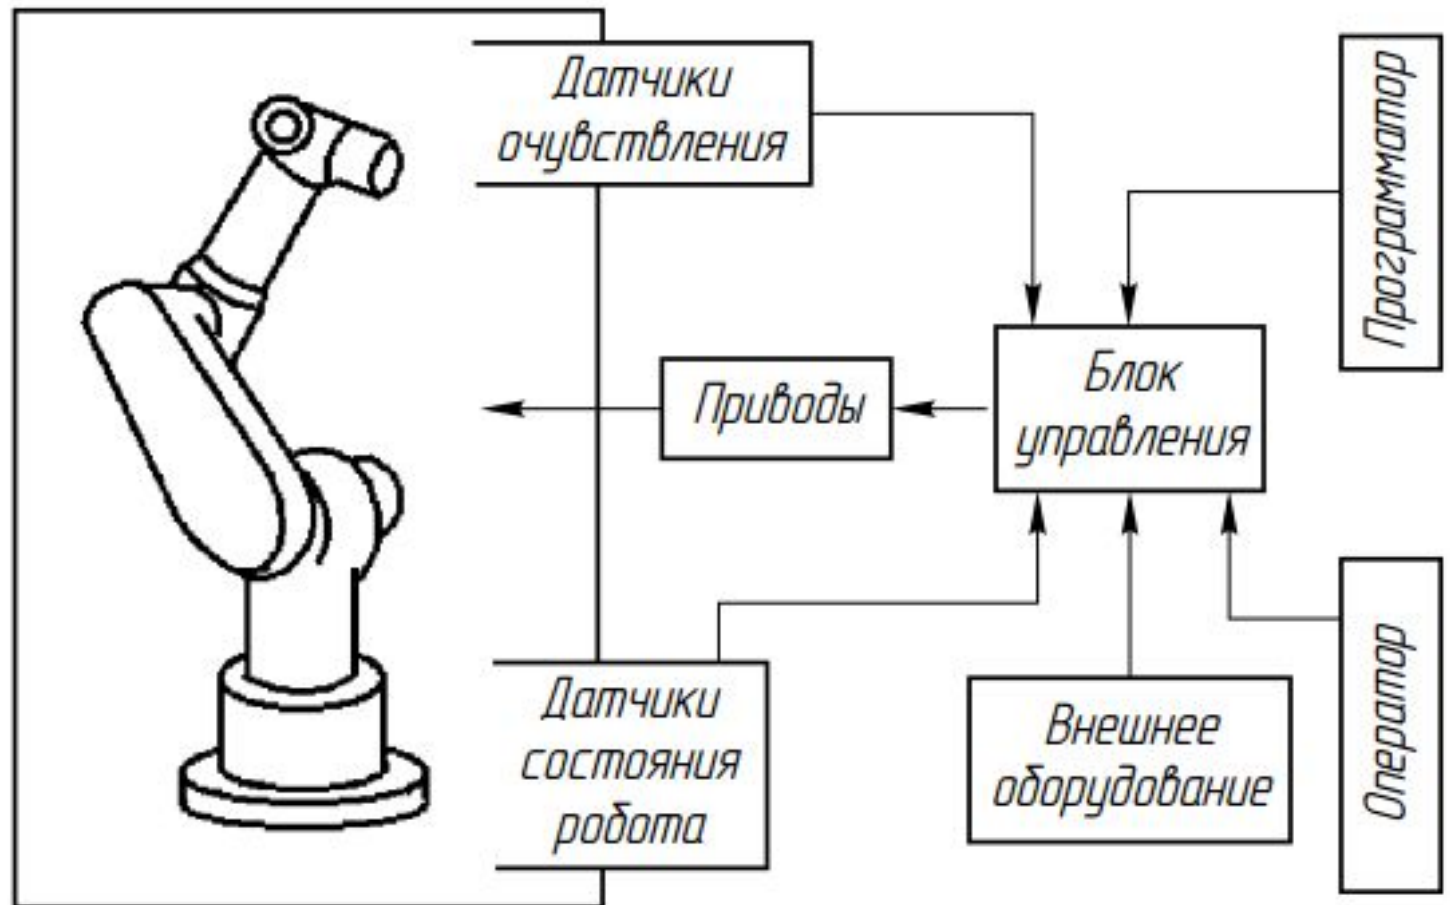 Датчики
очувствления
Программатор
Приводы
Блок
управления
Датчики
состояния
робота
Внешнее
оборудование
Оператор